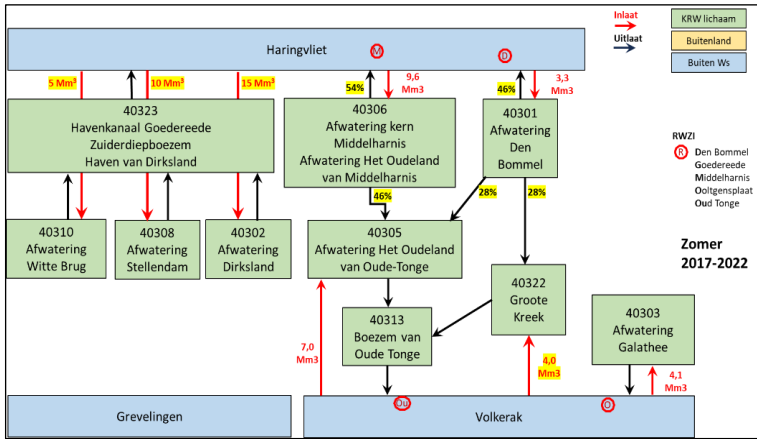 Inlaat
Uitlaat
KRW lichaam
Buitenland
Buiten Ws
Haringvliet
M
D
5 Mm³
10 Mm³
15 Mm³
54%
9,6
Mm3
46%
3,3
Mm3
40323
Havenkanaal Goedereede
Zuiderdiepboezem
Haven van Dirksland
40306
Afwatering kern
Middelharnis
Afwatering Het Oudeland
van Middelharnis
40301
Afwatering
Den
Bommel
RWZI
R
Den Bommel
Goedereede
Middelharnis
Ooltgensplaat
Oud Tonge
46%
28%
28%
40310
Afwatering
Witte Brug
40308
Afwatering
Stellendam
40302
Afwatering
Dirksland
40305
Afwatering Het Oudeland
van Oude-Tonge
Zomer
2017-2022
40322
Groote
Kreek
40303
Afwatering
Galathee
40313
Boezem van
Oude Tonge
7,0
Mm3
4,0
Mm3
4,1
Mm3
Grevelingen
Ou
Volkerak
O